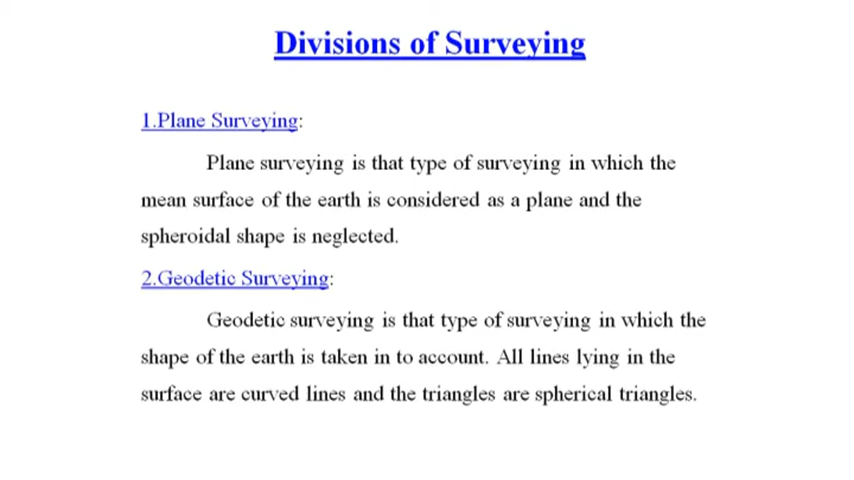 Divisions of Surveying
1.Plane Surveying:
Plane surveying is that type of surveying in which the
mean surface of the earth is considered as a plane and the
spheroidal shape is neglected.
2.Geodetic Surveying:
Geodetic surveying is that type of surveying in which the
shape of the earth is taken in to account. All lines lying in the
surface are curved lines and the triangles are spherical triangles.